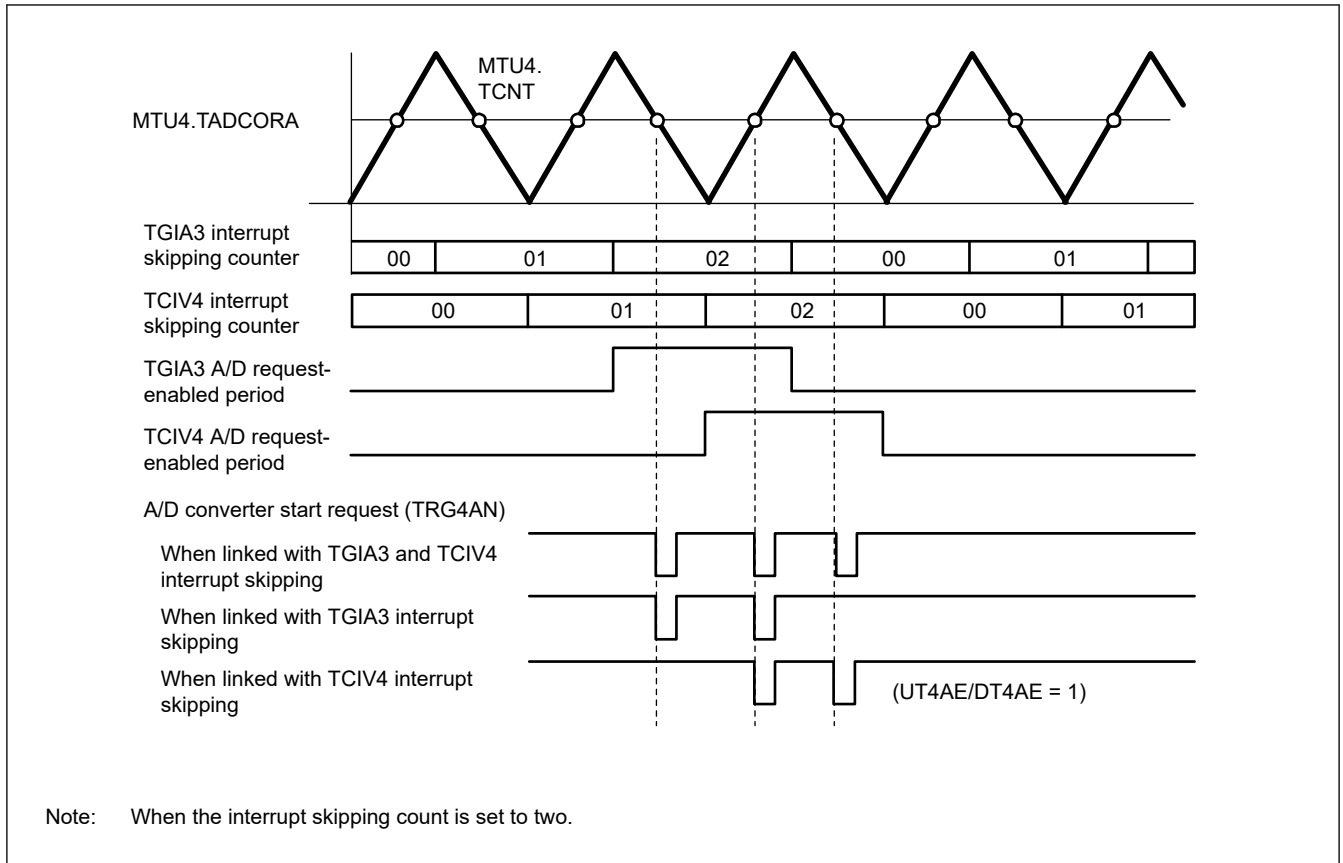 MTU4.
TCNT
MTU4.TADCORA
TGIA3 interrupt
skipping counter
00 01 02 00 01
TCIV4 interrupt
skipping counter
00 01 02 00 01
TGIA3 A/D request-
enabled period
TCIV4 A/D request-
enabled period
A/D converter start request (TRG4AN)
When linked with TGIA3 and TCIV4
interrupt skipping
When linked with TGIA3 interrupt
skipping
When linked with TCIV4 interrupt
skipping
(UT4AE/DT4AE = 1)
Note: When the interrupt skipping count is set to two.